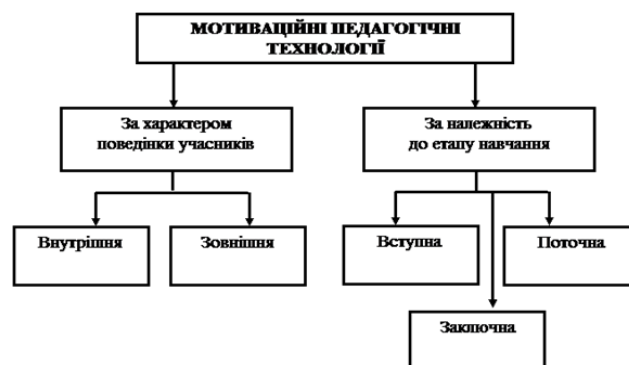 МОТИВАЦІЙНІ ПЕДАГОГІЧНІ
ТЕХНОЛОГІЇ
За характером
поведінки учасників
За належність
до етапу навчання
Внутрішня
Зовнішня
Вступна
Поточна
Заключна